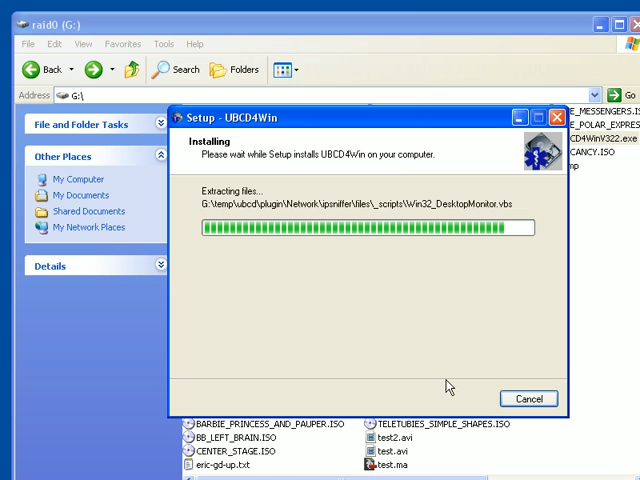 raid0 (G:)
File Edit View Favorites Tools Help
Back Search Folders
Address G:\ Go
File and Folder Tasks
Other Places
My Computer
My Documents
Shared Documents
My Network Places
Details
Setup - UBCD4Win
Installing
Please wait while Setup installs UBCD4Win on your computer.
Extracting files...
G:\temp\ubcd\plugin\Network\ipsniffer\files\_scripts\Win32_DesktopMonitor.vbs
Cancel
E_MESSENGERS.ISO
E_POLAR_EXPRES
CD4WinV322.exe
CANCY.ISO
mp
BARBIE_PRINCESS_AND_PAUPER.ISO
BB_LEFT_BRAIN.ISO
CENTER_STAGE.ISO
eric-gd-up.txt
TELETUBIES_SIMPLE_SHAPES.ISO
test2.avi
test.avi
test.ma